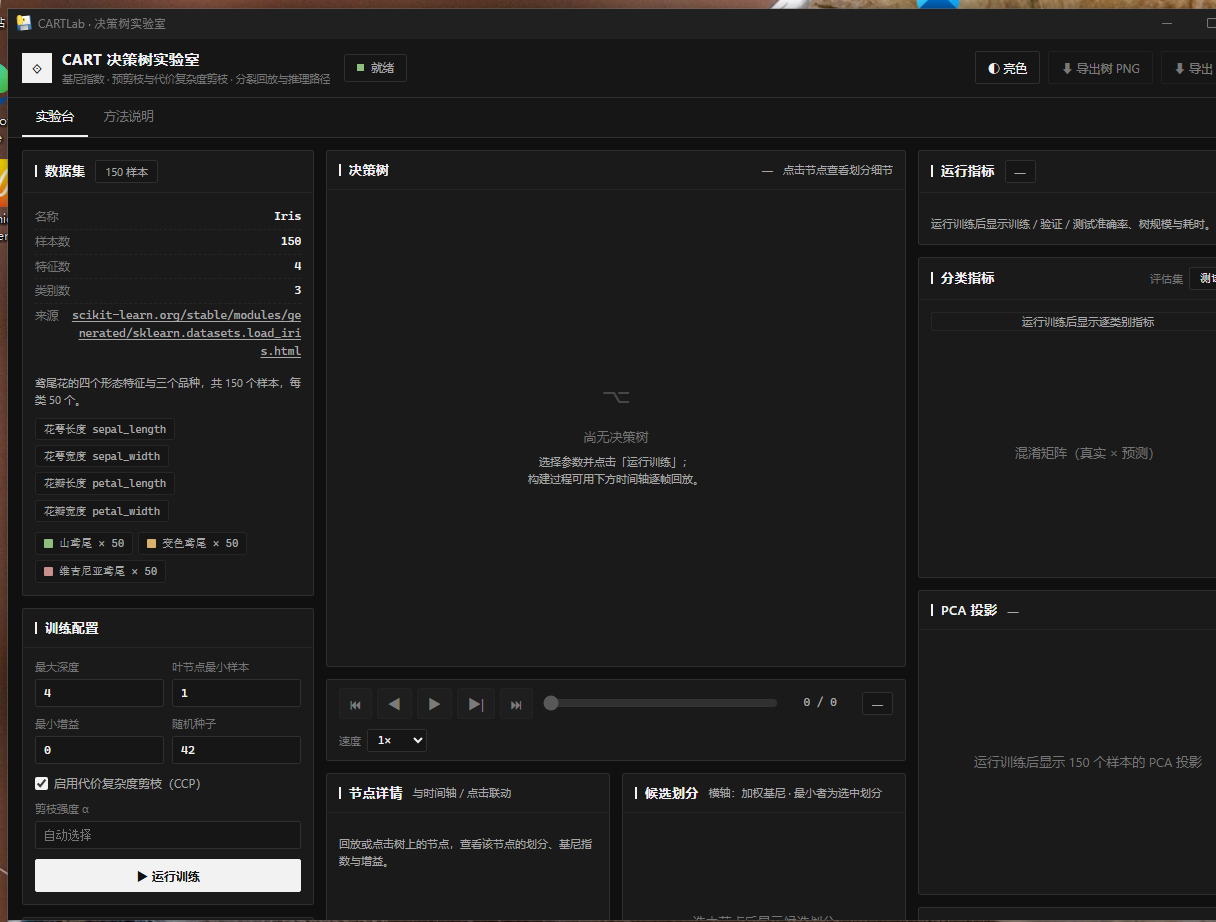 CARTLab · 决策树实验室
CART 决策树实验室
基尼指数 · 预剪枝与代价复杂度剪枝 · 分裂回放与推理路径
就绪
亮色
导出树 PNG
导出
实验台
方法说明
数据集
150 样本
名称
Iris
样本数
150
特征数
4
类别数
3
来源
scikit-learn.org/stable/modules/ge
nerated/sklearn.datasets.load_iri
s.html
鸢尾花的四个形态特征与三个品种，共 150 个样本，每
类 50 个。
花萼长度 sepal_length
花萼宽度 sepal_width
花瓣长度 petal_length
花瓣宽度 petal_width
山鸢尾 × 50
变色鸢尾 × 50
维吉尼亚鸢尾 × 50
训练配置
最大深度
叶节点最小样本
4
1
最小增益
随机种子
0
42
启用代价复杂度剪枝（CCP）
剪枝强度 α
自动选择
▶ 运行训练
决策树
— 点击节点查看划分细节
尚无决策树
选择参数并点击「运行训练」；
构建过程可用下方时间轴逐帧回放。
0 / 0
—
速度
1×
节点详情
与时间轴 / 点击联动
回放或点击树上的节点，查看该节点的划分、基尼指
数与增益。
候选划分
横轴：加权基尼 · 最小者为选中划分
运行指标
—
运行训练后显示训练 / 验证 / 测试准确率、树规模与耗时。
分类指标
评估集
测试
运行训练后显示逐类别指标
混淆矩阵（真实 × 预测）
PCA 投影
—
运行训练后显示 150 个样本的 PCA 投影